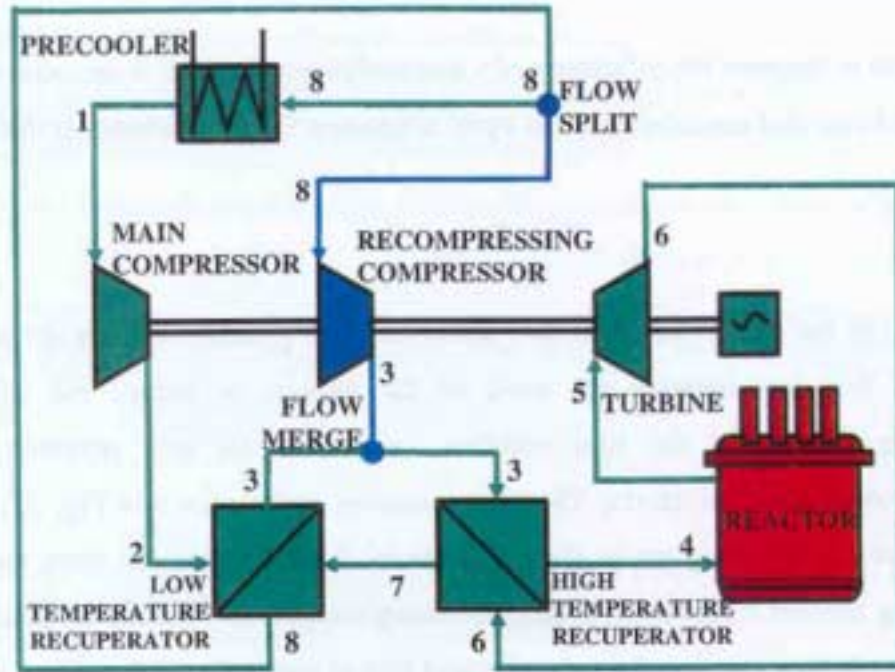 PRECOOLER
8
8
FLOW
SPLIT
1
8
MAIN
COMPRESSOR
RECOMPRESSING
COMPRESSOR
6
3
FLOW
MERGE
5
TURBINE
3
3
REACTOR
2
LOW
TEMPERATURE
RECUPERATOR
7
4
HIGH
TEMPERATURE
RECUPERATOR
8
6